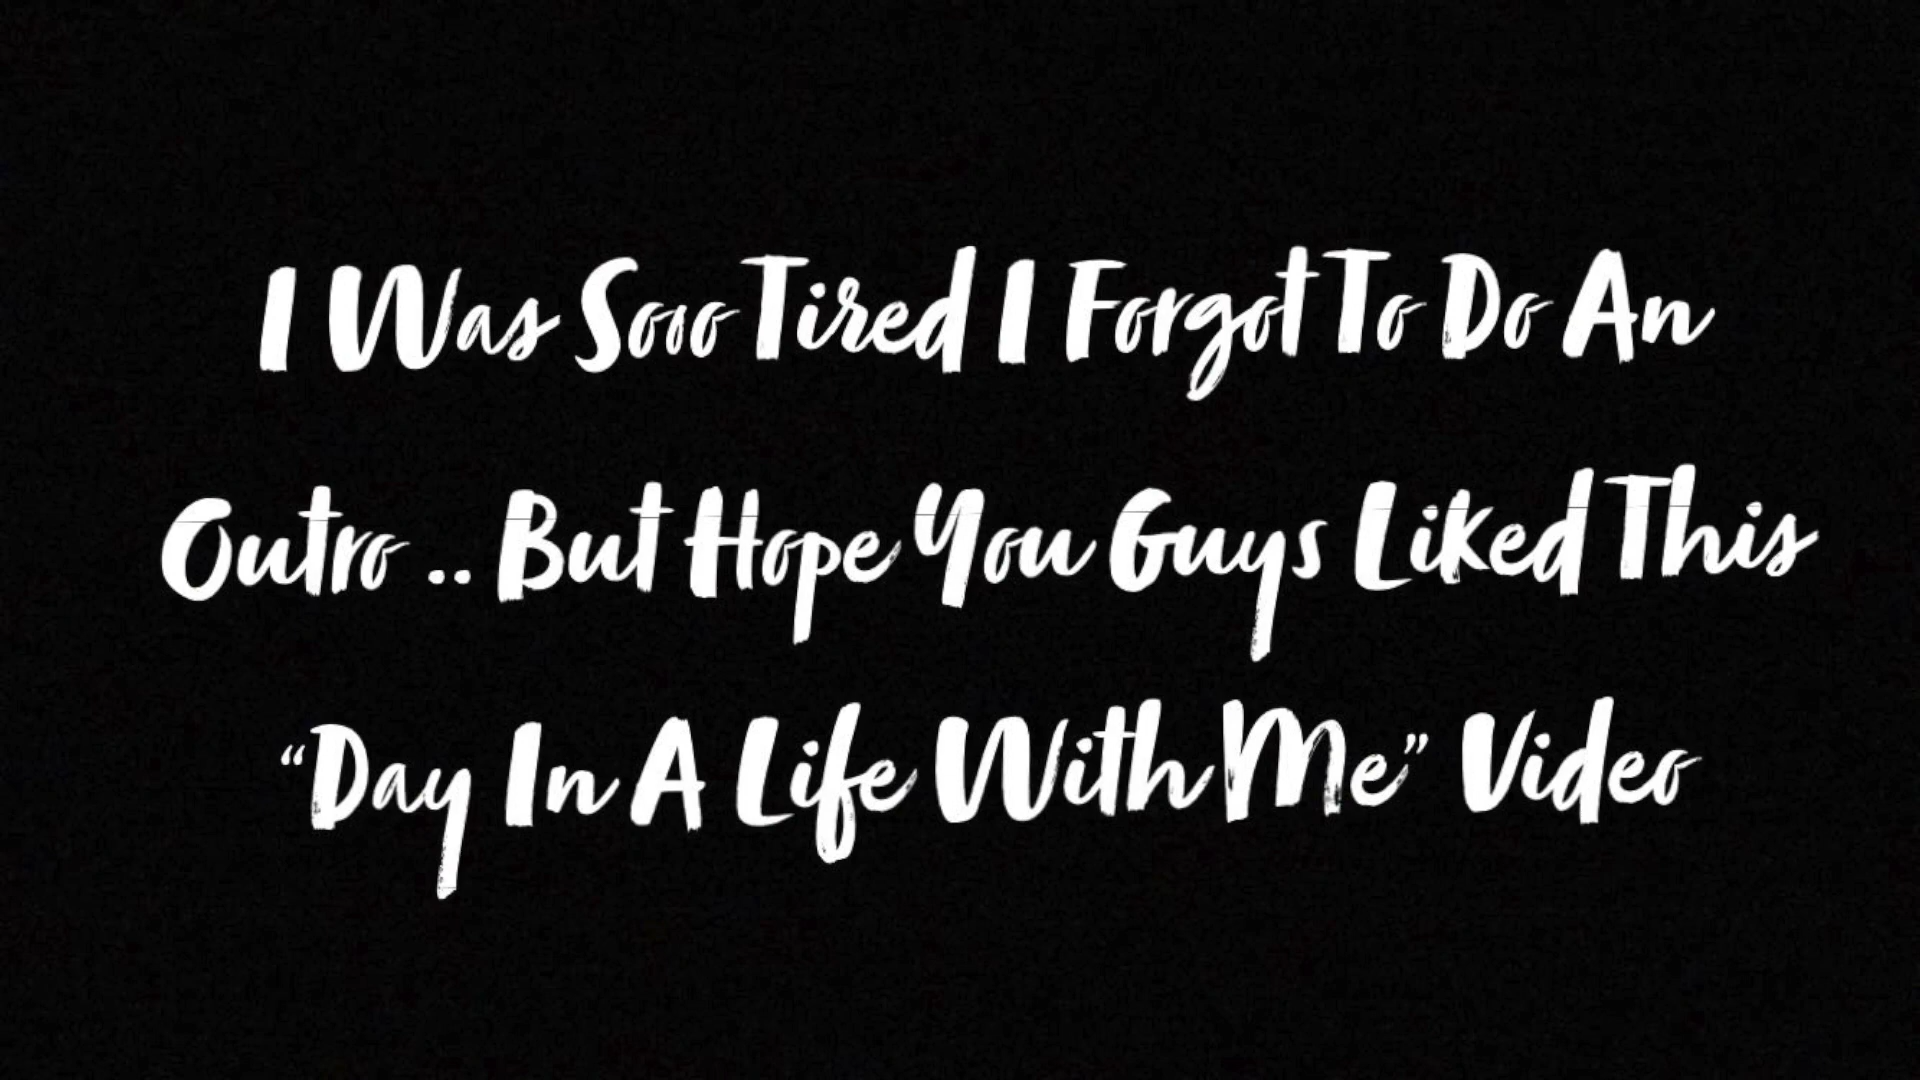 I Was Sooo Tired I Forgot To Do An
Outro .. But Hope You Guys Liked This
“Day In A Life With Me” Video